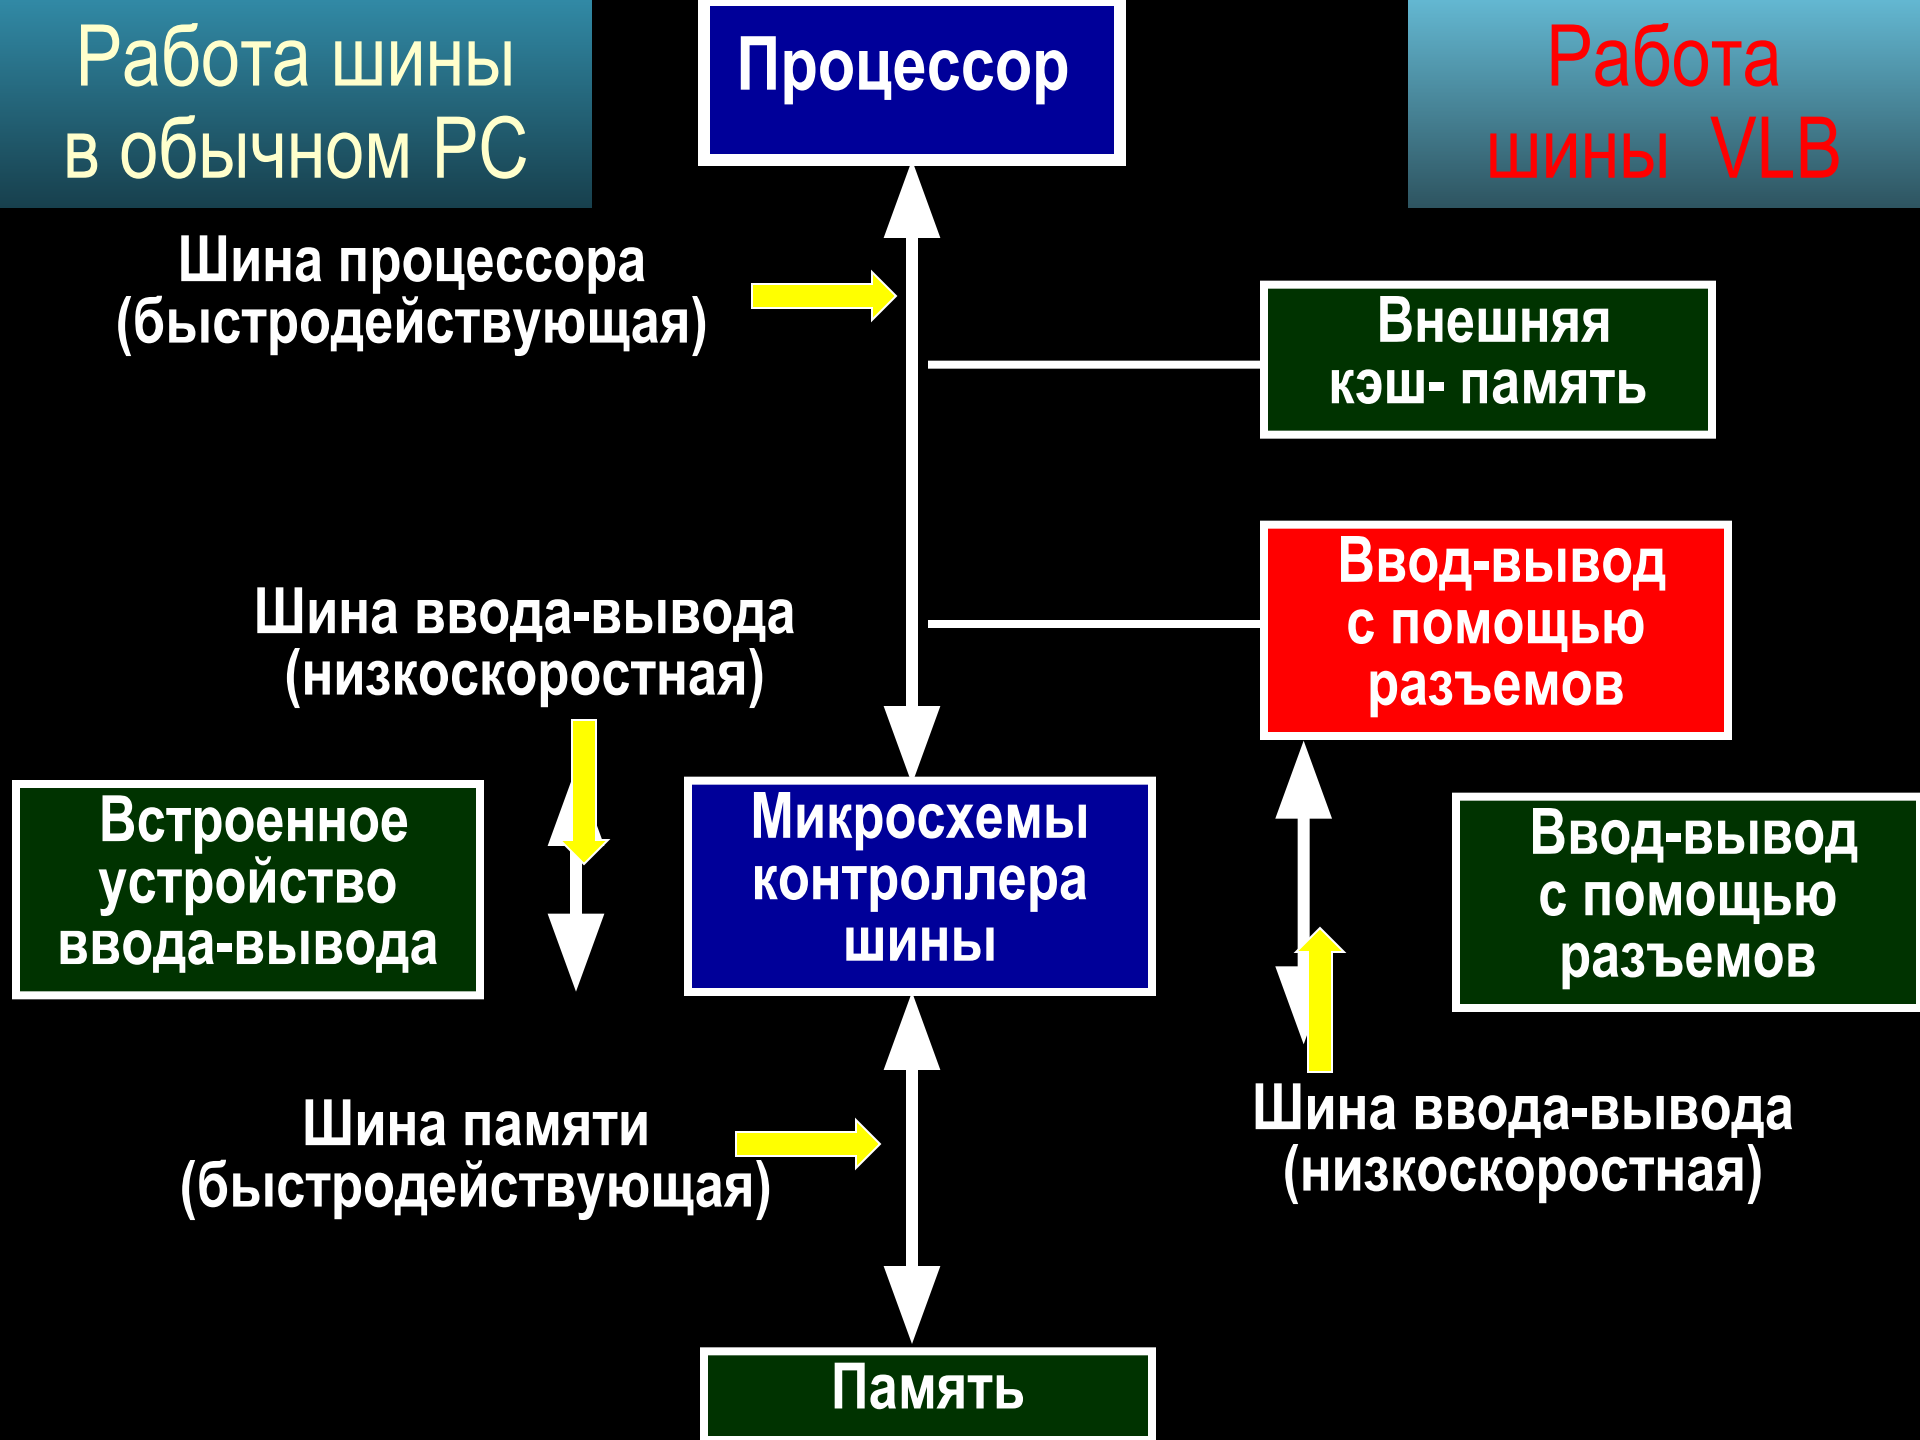 Работа шины
в обычном PC
Процессор
Работа
шины VLB
Шина процессора
(быстродействующая)
Внешняя
кэш- память
Ввод-вывод
с помощью
разъемов
Шина ввода-вывода
(низкоскоростная)
Встроенное
устройство
ввода-вывода
Микросхемы
контроллера
шины
Ввод-вывод
с помощью
разъемов
Шина памяти
(быстродействующая)
Шина ввода-вывода
(низкоскоростная)
Память